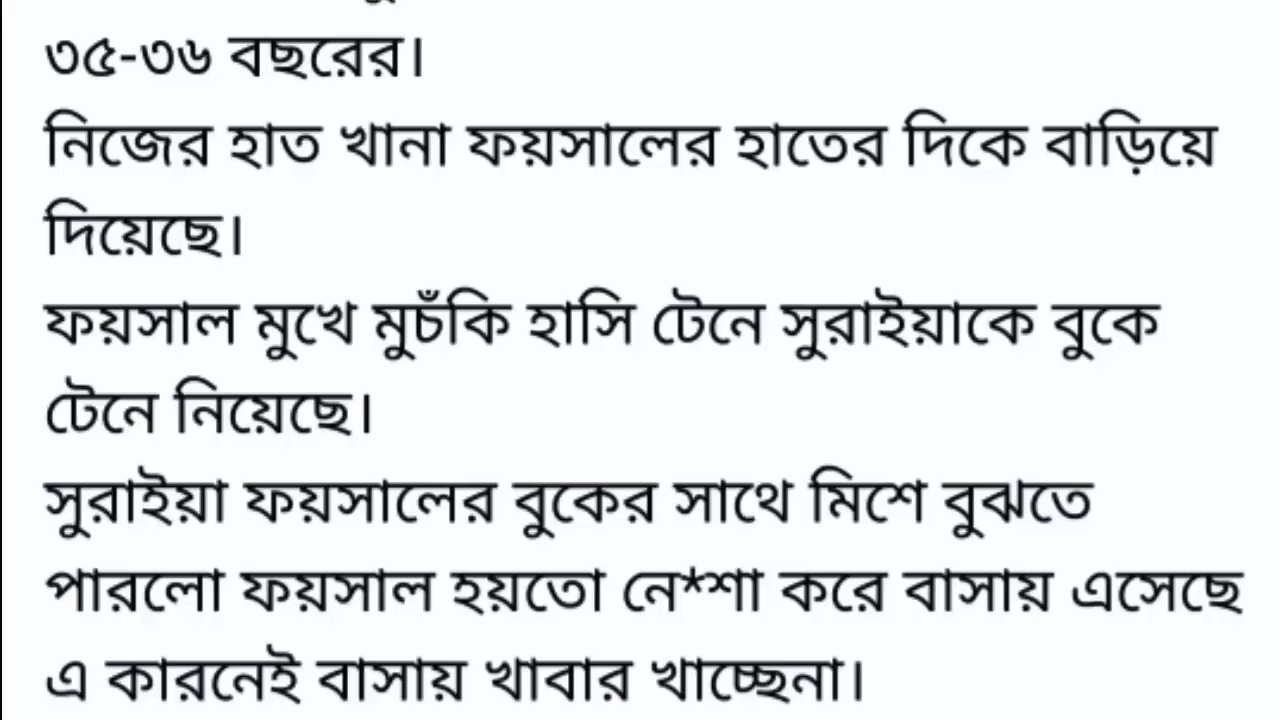 ৩৫-৩৬ বছরের।
নিজের হাত খানা ফয়সালের হাতের দিকে বাড়িয়ে
দিয়েছে।
ফয়সাল মুখে মুচঁকি হাসি টেনে সুরাইয়াকে বুকে
টেনে নিয়েছে।
সুরাইয়া ফয়সালের বুকের সাথে মিশে বুঝতে
পারলো ফয়সাল হয়তো নে*শা করে বাসায় এসেছে
এ কারনেই বাসায় খাবার খাচ্ছেনা।